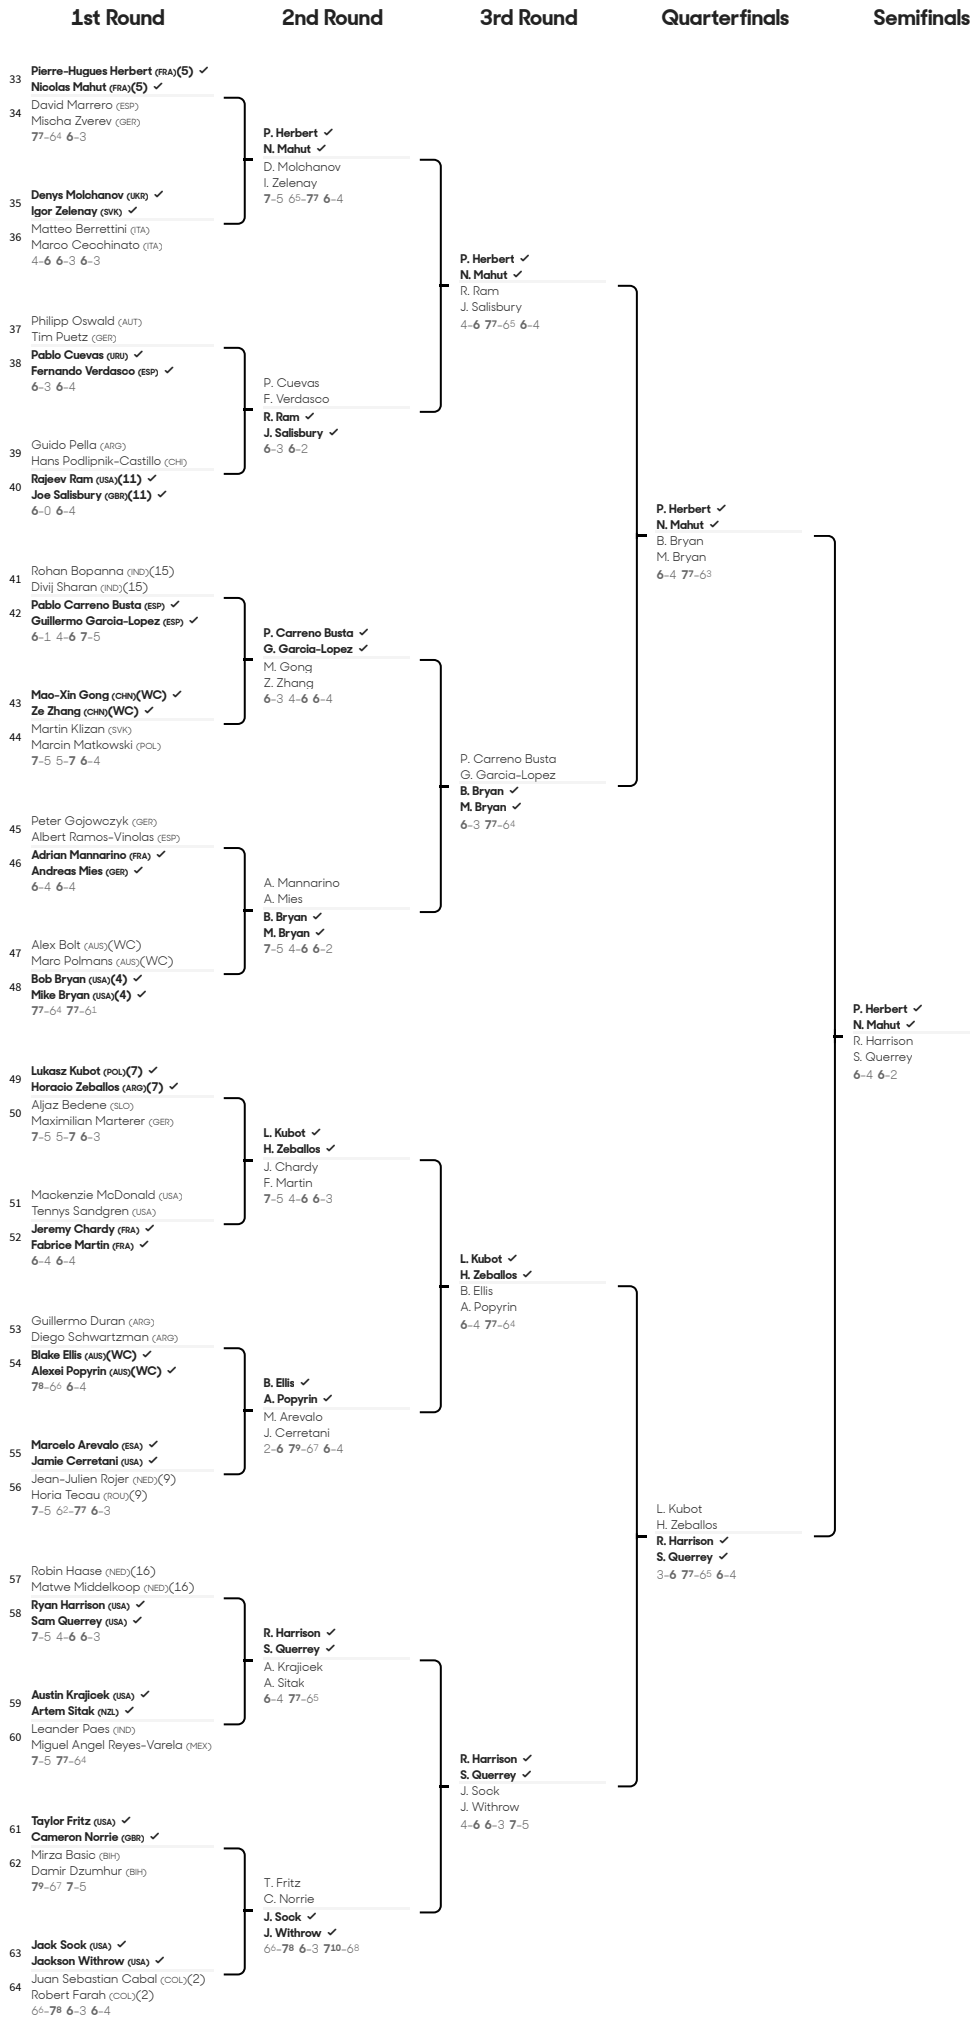 1st Round
2nd Round
3rd Round
Quarterfinals
Semifinals
33
Pierre-Hugues Herbert (FRA)(5) ✓
Nicolas Mahut (FRA)(5) ✓
34
David Marrero (ESP)
Mischa Zverev (GER)
7⁷-6⁴ 6-3
35
Denys Molchanov (UKR) ✓
Igor Zelenay (SVK) ✓
36
Matteo Berrettini (ITA)
Marco Cecchinato (ITA)
4-6 6-3 6-3
37
Philipp Oswald (AUT)
Tim Puetz (GER)
38
Pablo Cuevas (URU) ✓
Fernando Verdasco (ESP) ✓
6-3 6-4
39
Guido Pella (ARG)
Hans Podlipnik-Castillo (CHI)
40
Rajeev Ram (USA)(11) ✓
Joe Salisbury (GBR)(11) ✓
6-0 6-4
41
Rohan Bopanna (IND)(15)
Divij Sharan (IND)(15)
42
Pablo Carreno Busta (ESP) ✓
Guillermo Garcia-Lopez (ESP) ✓
6-1 4-6 7-5
43
Mao-Xin Gong (CHN)(WC) ✓
Ze Zhang (CHN)(WC) ✓
44
Martin Klizan (SVK)
Marcin Matkowski (POL)
7-5 5-7 6-4
45
Peter Gojowczyk (GER)
Albert Ramos-Vinolas (ESP)
46
Adrian Mannarino (FRA) ✓
Andreas Mies (GER) ✓
6-4 6-4
47
Alex Bolt (AUS)(WC)
Marc Polmans (AUS)(WC)
48
Bob Bryan (USA)(4) ✓
Mike Bryan (USA)(4) ✓
7⁷-6⁴ 7⁷-6¹
49
Lukasz Kubot (POL)(7) ✓
Horacio Zeballos (ARG)(7) ✓
50
Aljaz Bedene (SLO)
Maximilian Marterer (GER)
7-5 5-7 6-3
51
Mackenzie McDonald (USA)
Tennys Sandgren (USA)
52
Jeremy Chardy (FRA) ✓
Fabrice Martin (FRA) ✓
6-4 6-4
53
Guillermo Duran (ARG)
Diego Schwartzman (ARG)
54
Blake Ellis (AUS)(WC) ✓
Alexei Popyrin (AUS)(WC) ✓
7⁸-6⁶ 6-4
55
Marcelo Arevalo (ESA) ✓
Jamie Cerretani (USA) ✓
56
Jean-Julien Rojer (NED)(9)
Horia Tecau (ROU)(9)
7-5 6²-7⁷ 6-3
57
Robin Haase (NED)(16)
Matwe Middelkoop (NED)(16)
58
Ryan Harrison (USA) ✓
Sam Querrey (USA) ✓
7-5 4-6 6-3
59
Austin Krajicek (USA) ✓
Artem Sitak (NZL) ✓
60
Leander Paes (IND)
Miguel Angel Reyes-Varela (MEX)
7-5 7⁷-6⁴
61
Taylor Fritz (USA) ✓
Cameron Norrie (GBR) ✓
62
Mirza Basic (BIH)
Damir Dzumhur (BIH)
7⁹-6⁷ 7-5
63
Jack Sock (USA) ✓
Jackson Withrow (USA) ✓
64
Juan Sebastian Cabal (COL)(2)
Robert Farah (COL)(2)
6⁶-7⁸ 6-3 6-4
P. Herbert ✓
N. Mahut ✓
D. Molchanov
I. Zelenay
7-5 6⁵-7⁷ 6-4
P. Cuevas
F. Verdasco
R. Ram ✓
J. Salisbury ✓
6-3 6-2
P. Carreno Busta ✓
G. Garcia-Lopez ✓
M. Gong
Z. Zhang
6-3 4-6 6-4
A. Mannarino
A. Mies
B. Bryan ✓
M. Bryan ✓
7-5 4-6 6-2
L. Kubot ✓
H. Zeballos ✓
J. Chardy
F. Martin
7-5 4-6 6-3
B. Ellis ✓
A. Popyrin ✓
M. Arevalo
J. Cerretani
2-6 7⁹-6⁷ 6-4
R. Harrison ✓
S. Querrey ✓
A. Krajicek
A. Sitak
6-4 7⁷-6⁵
T. Fritz
C. Norrie
J. Sock ✓
J. Withrow ✓
6⁶-7⁸ 6-3 7¹⁰-6⁸
P. Herbert ✓
N. Mahut ✓
R. Ram
J. Salisbury
4-6 7⁷-6⁵ 6-4
P. Carreno Busta
G. Garcia-Lopez
B. Bryan ✓
M. Bryan ✓
6-3 7⁷-6⁴
L. Kubot ✓
H. Zeballos ✓
B. Ellis
A. Popyrin
6-4 7⁷-6⁴
R. Harrison ✓
S. Querrey ✓
J. Sock
J. Withrow
4-6 6-3 7-5
P. Herbert ✓
N. Mahut ✓
B. Bryan
M. Bryan
6-4 7⁷-6³
L. Kubot
H. Zeballos
R. Harrison ✓
S. Querrey ✓
3-6 7⁷-6⁵ 6-4
P. Herbert ✓
N. Mahut ✓
R. Harrison
S. Querrey
6-4 6-2